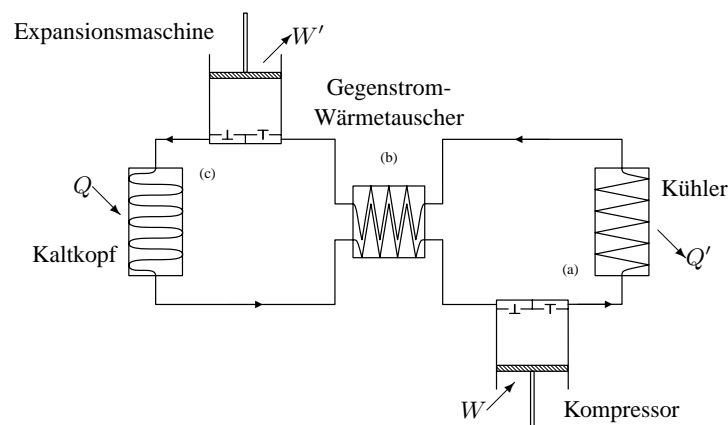 Expansionsmaschine
W′
Gegenstrom-
Wärmetauscher
(b)
(c)
Q
Kühler
Kaltkopf
(a)
Q′
W
Kompressor